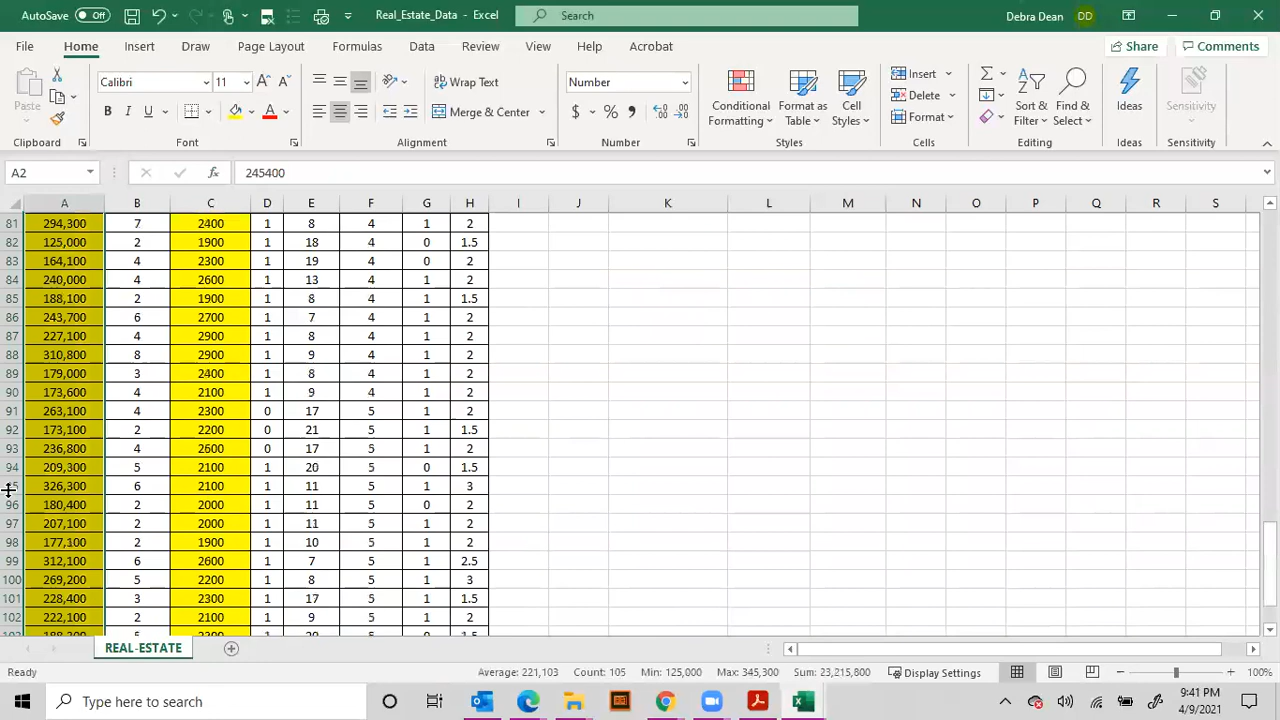 AutoSave Off Real_Estate_Data - Excel Search Debra Dean DD
File Home Insert Draw Page Layout Formulas Data Review View Help Acrobat Share Comments
Calibri 11 Wrap Text Number Insert
Paste Merge & Center Conditional Formatting Format as Table Cell Styles Delete Sort & Filter Find & Select Ideas Sensitivity
B I U A $ % Format
Clipboard Font Alignment Number Styles Cells Editing Ideas Sensitivity
A2 fx 245400
A B C D E F G H I J K L M N O P Q R S
81 294,300 7 2400 1 8 4 1 2
82 125,000 2 1900 1 18 4 0 1.5
83 164,100 4 2300 1 19 4 0 2
84 240,000 4 2600 1 13 4 1 2
85 188,100 2 1900 1 8 4 1 1.5
86 243,700 6 2700 1 7 4 1 2
87 227,100 4 2900 1 8 4 1 2
88 310,800 8 2900 1 9 4 1 2
89 179,000 3 2400 1 8 4 1 2
90 173,600 4 2100 1 9 4 1 2
91 263,100 4 2300 0 17 5 1 2
92 173,100 2 2200 0 21 5 1 1.5
93 236,800 4 2600 0 17 5 1 2
94 209,300 5 2100 1 20 5 0 1.5
326,300 6 2100 1 11 5 1 3
96 180,400 2 2000 1 11 5 0 2
97 207,100 2 2000 1 11 5 1 2
98 177,100 2 1900 1 10 5 1 2
99 312,100 6 2600 1 7 5 1 2.5
100 269,200 5 2200 1 8 5 1 3
101 228,400 3 2300 1 17 5 1 1.5
102 222,100 2 2100 1 9 5 1 2
REAL-ESTATE
Ready Average: 221,103 Count: 105 Min: 125,000 Max: 345,300 Sum: 23,215,800 Display Settings 100%
Type here to search 9:41 PM
4/9/2021